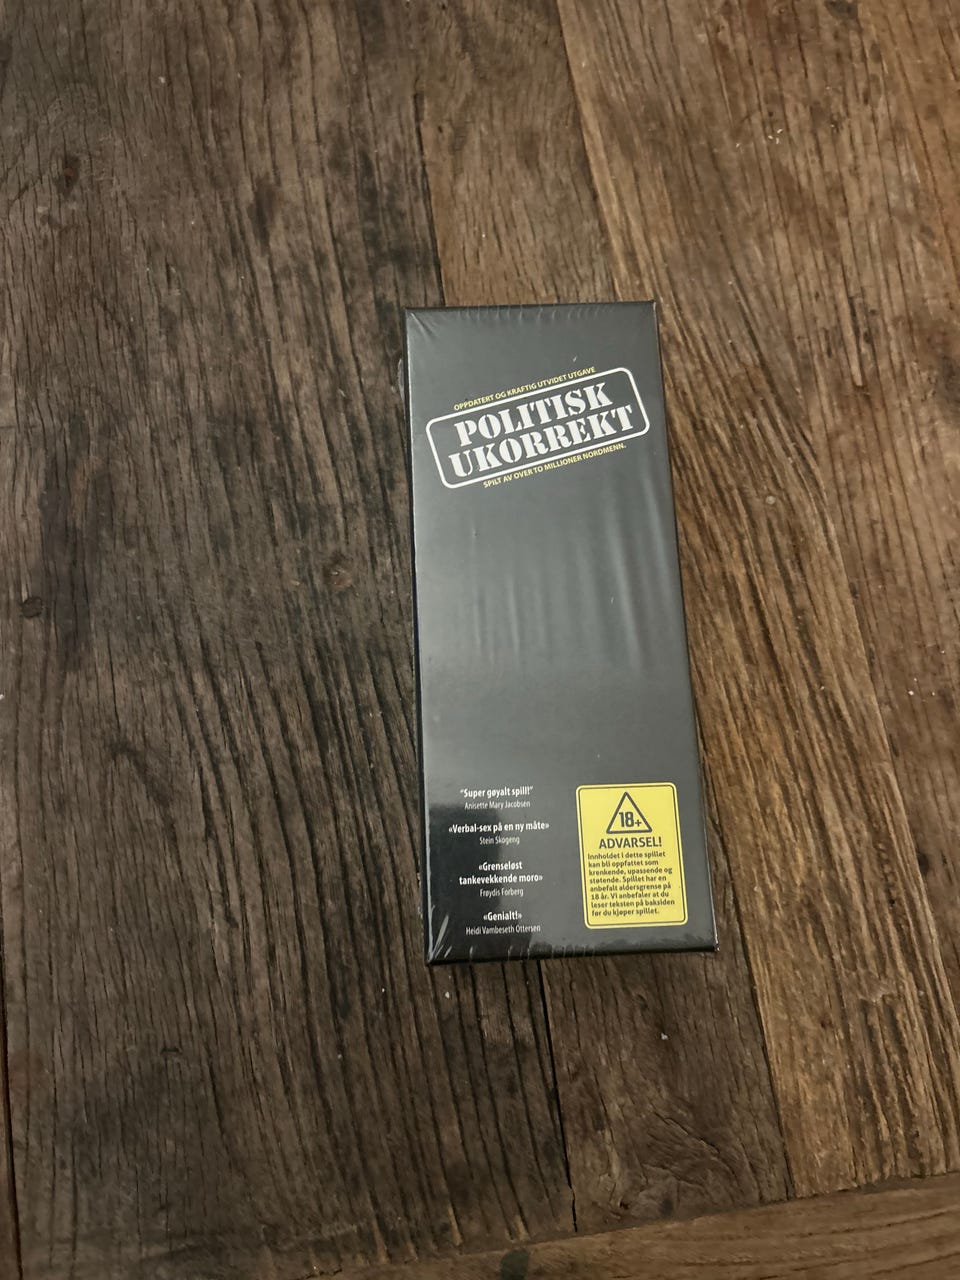 OPPDATERT OG KRAFTIG UTVIDET UTGAVE
POLITISK
UKORREKT
SPILT AV OVER TO MILLIONER NORDMENN.
"Super gøyalt spill!"
Anisette Mary Jacobsen
«Verbal-sex på en ny måte»
Stein Skogeng
«Grenseløst
tankevekkende moro»
Frøydis Forberg
«Genialt!»
Heidi Vambeseth Ottersen
18+
ADVARSEL!
Innholdet i dette spillet
kan bli oppfattet som
krenkende, upassende og
støtende. Spillet har en
anbefalt aldersgrense på
18 år. Vi anbefaler at du
leser teksten på baksiden
før du kjøper spillet.